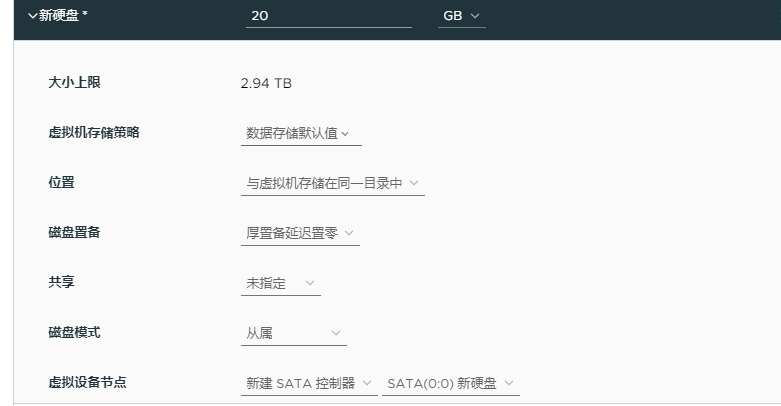 新硬盘 * 20 GB
大小上限 2.94 TB
虚拟机存储策略 数据存储默认值
位置 与虚拟机存储在同一目录中
磁盘置备 厚置备延迟置零
共享 未指定
磁盘模式 从属
虚拟设备节点 新建 SATA 控制器 SATA(0:0) 新硬盘